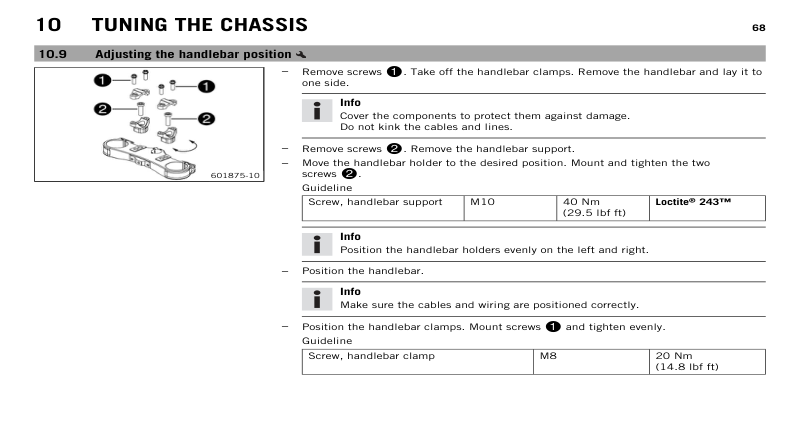 10 TUNING THE CHASSIS 68
10.9 Adjusting the handlebar position
1
1
2
2
601875-10
– Remove screws 1. Take off the handlebar clamps. Remove the handlebar and lay it to
one side.
Info
Cover the components to protect them against damage.
Do not kink the cables and lines.
– Remove screws 2. Remove the handlebar support.
– Move the handlebar holder to the desired position. Mount and tighten the two
screws 2.
Guideline
Screw, handlebar support M10 40 Nm Loctite® 243™
(29.5 lbf ft)
Info
Position the handlebar holders evenly on the left and right.
– Position the handlebar.
Info
Make sure the cables and wiring are positioned correctly.
– Position the handlebar clamps. Mount screws 1 and tighten evenly.
Guideline
Screw, handlebar clamp M8 20 Nm
(14.8 lbf ft)